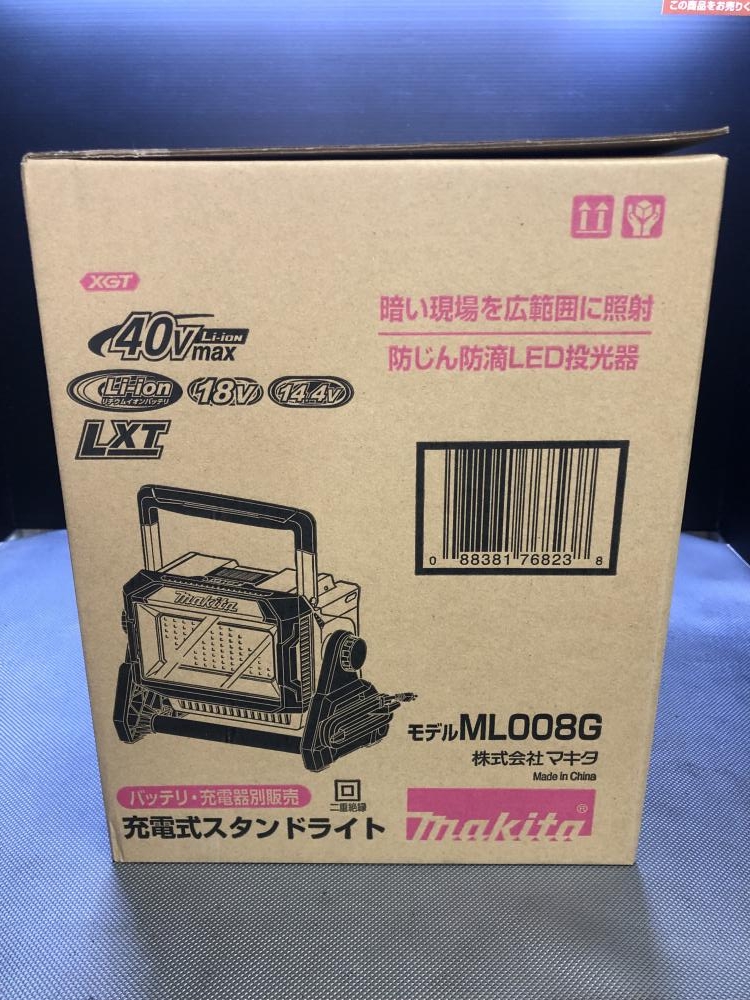 この商品をお売りく
XGT
40Vmax Li-ion
Li-ion
リチウムイオンバッテリ
18V
14.4V
LXT
暗い現場を広範囲に照射
防じん防滴LED投光器
0 88381 76823 8
makita
モデルML008G
株式会社マキタ
Made in China
バッテリ・充電器別販売
二重絶縁
充電式スタンドライト
makita®